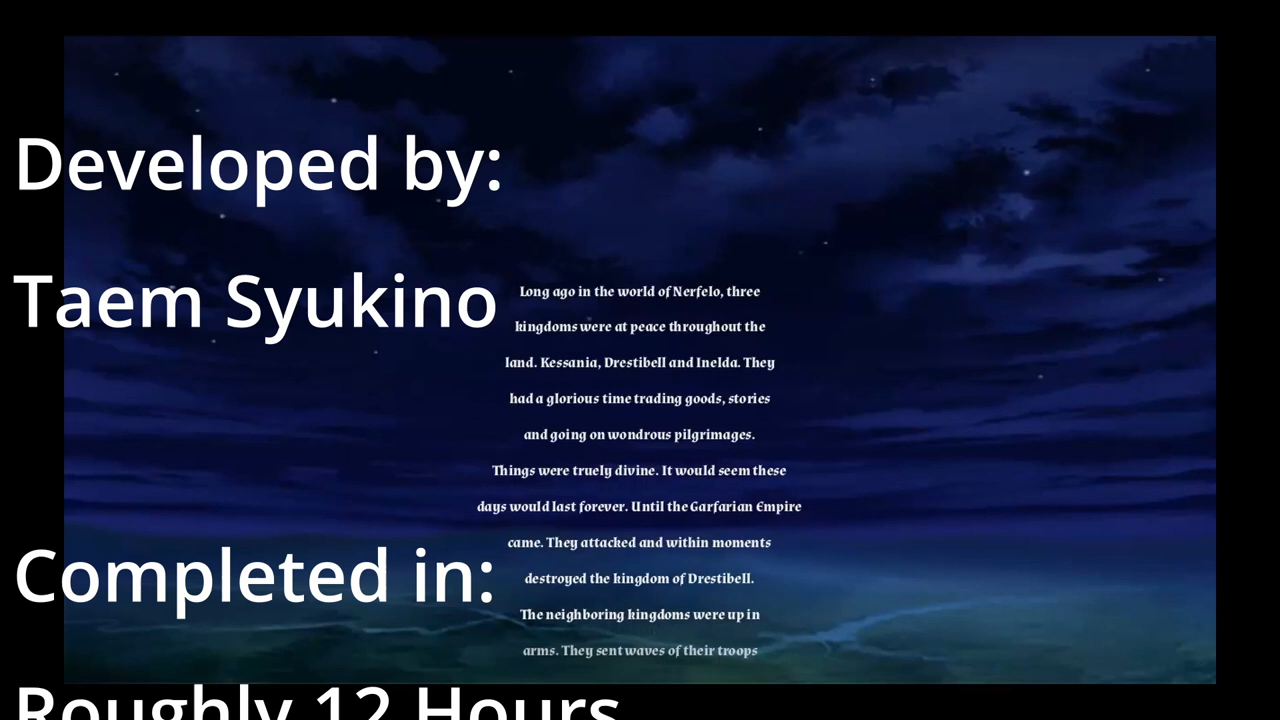 Developed by:
Taem Syukino
Completed in:
Roughly 12 Hours
Long ago in the world of Nerfelo, three
kingdoms were at peace throughout the
land. Kessania, Drestibell and Inelda. They
had a glorious time trading goods, stories
and going on wondrous pilgrimages.
Things were truely divine. It would seem these
days would last forever. Until the Garfarian Empire
came. They attacked and within moments
destroyed the kingdom of Drestibell.
The neighboring kingdoms were up in
arms. They sent waves of their troops